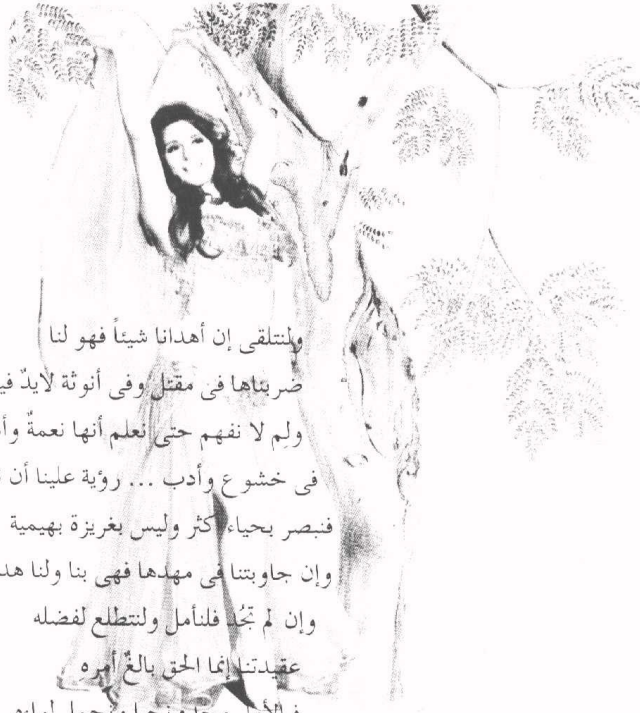 ولنتلقى إن أهدانا شيئاً فهو لنا
ضربناها فى مقتل وفى أنوثة لايدٌ
ولِم لا نفهم حتى نعلم أنها نعمةٌ
فى خشوع وأدب ... رؤية علينا أن
فنبصر بحياء أكثر وليس بغريزة بهيمية
وإن جاوبتنا فى مهدها فهى بنا ولنا
وإن لم تجُد فلنأمل ولنتطلع لفضله
عقيدتنا إنما الحق بالغٌ أمره